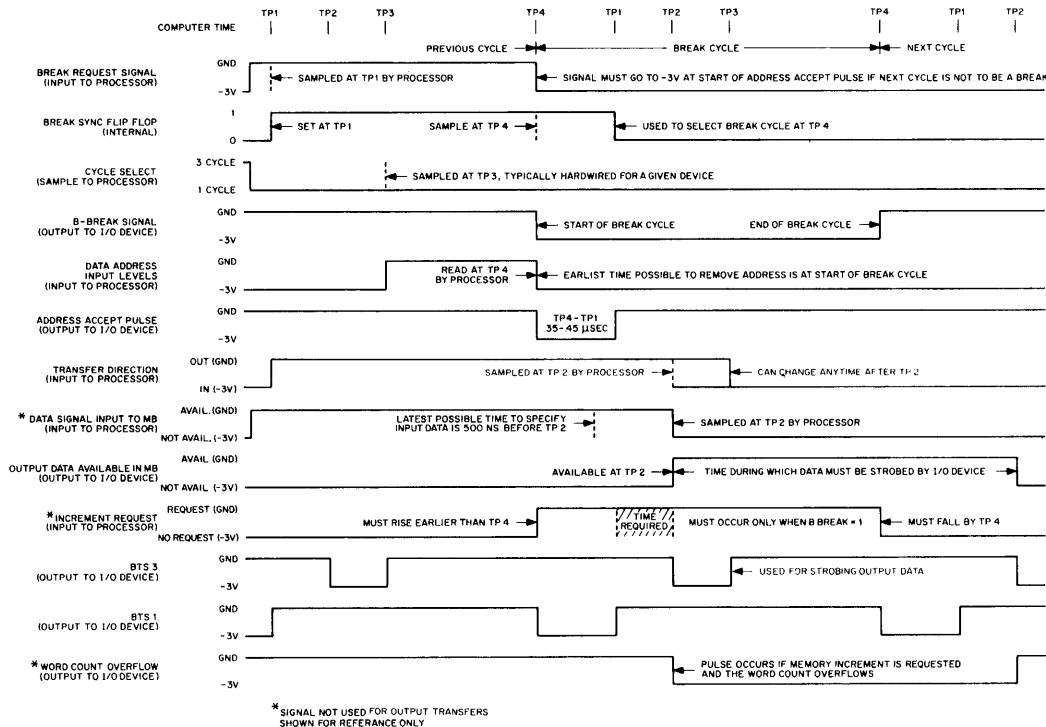 TP1 TP2 TP3 TP4 TP1 TP2 TP3 TP4 TP1 TP2
COMPUTER TIME
PREVIOUS CYCLE BREAK CYCLE NEXT CYCLE
BREAK REQUEST SIGNAL
(INPUT TO PROCESSOR)
GND
-3V
SAMPLED AT TP1 BY PROCESSOR
SIGNAL MUST GO TO -3V AT START OF ADDRESS ACCEPT PULSE IF NEXT CYCLE IS NOT TO BE A BREAK
BREAK SYNC FLIP FLOP
(INTERNAL)
1
0
SET AT TP1
SAMPLE AT TP4
USED TO SELECT BREAK CYCLE AT TP 4
CYCLE SELECT
(SAMPLE TO PROCESSOR)
3 CYCLE
1 CYCLE
SAMPLED AT TP3, TYPICALLY HARDWIRED FOR A GIVEN DEVICE
B-BREAK SIGNAL
(OUTPUT TO I/O DEVICE)
GND
-3V
START OF BREAK CYCLE
END OF BREAK CYCLE
DATA ADDRESS
INPUT LEVELS
(INPUT TO PROCESSOR)
GND
-3V
READ AT TP4
BY PROCESSOR
EARLIST TIME POSSIBLE TO REMOVE ADDRESS IS AT START OF BREAK CYCLE
ADDRESS ACCEPT PULSE
(OUTPUT TO I/O DEVICE)
GND
-3V
TP4-TP1
35-45 μSEC
TRANSFER DIRECTION
(INPUT TO PROCESSOR)
OUT (GND)
IN (-3V)
SAMPLED AT TP 2 BY PROCESSOR
CAN CHANGE ANYTIME AFTER TP 2
* DATA SIGNAL INPUT TO MB
(INPUT TO PROCESSOR)
AVAIL. (GND)
NOT AVAIL. (-3V)
LATEST POSSIBLE TIME TO SPECIFY
INPUT DATA IS 500 NS BEFORE TP2
SAMPLED AT TP2 BY PROCESSOR
OUTPUT DATA AVAILABLE IN MB
(OUTPUT TO I/O DEVICE)
AVAIL (GND)
NOT AVAIL (-3V)
AVAILABLE AT TP 2
TIME DURING WHICH DATA MUST BE STROBED BY I/O DEVICE
* INCREMENT REQUEST
(INPUT TO PROCESSOR)
REQUEST (GND)
NO REQUEST (-3V)
MUST RISE EARLIER THAN TP4
TIME
REQUIRED
MUST OCCUR ONLY WHEN B BREAK = 1
MUST FALL BY TP 4
BTS 3
(OUTPUT TO I/O DEVICE)
GND
-3V
USED FOR STROBING OUTPUT DATA
BTS 1
(OUTPUT TO I/O DEVICE)
GND
-3V
* WORD COUNT OVERFLOW
(OUTPUT TO I/O DEVICE)
GND
-3V
PULSE OCCURS IF MEMORY INCREMENT IS REQUESTED
AND THE WORD COUNT OVERFLOWS
* SIGNAL NOT USED FOR OUTPUT TRANSFERS
SHOWN FOR REFERANCE ONLY